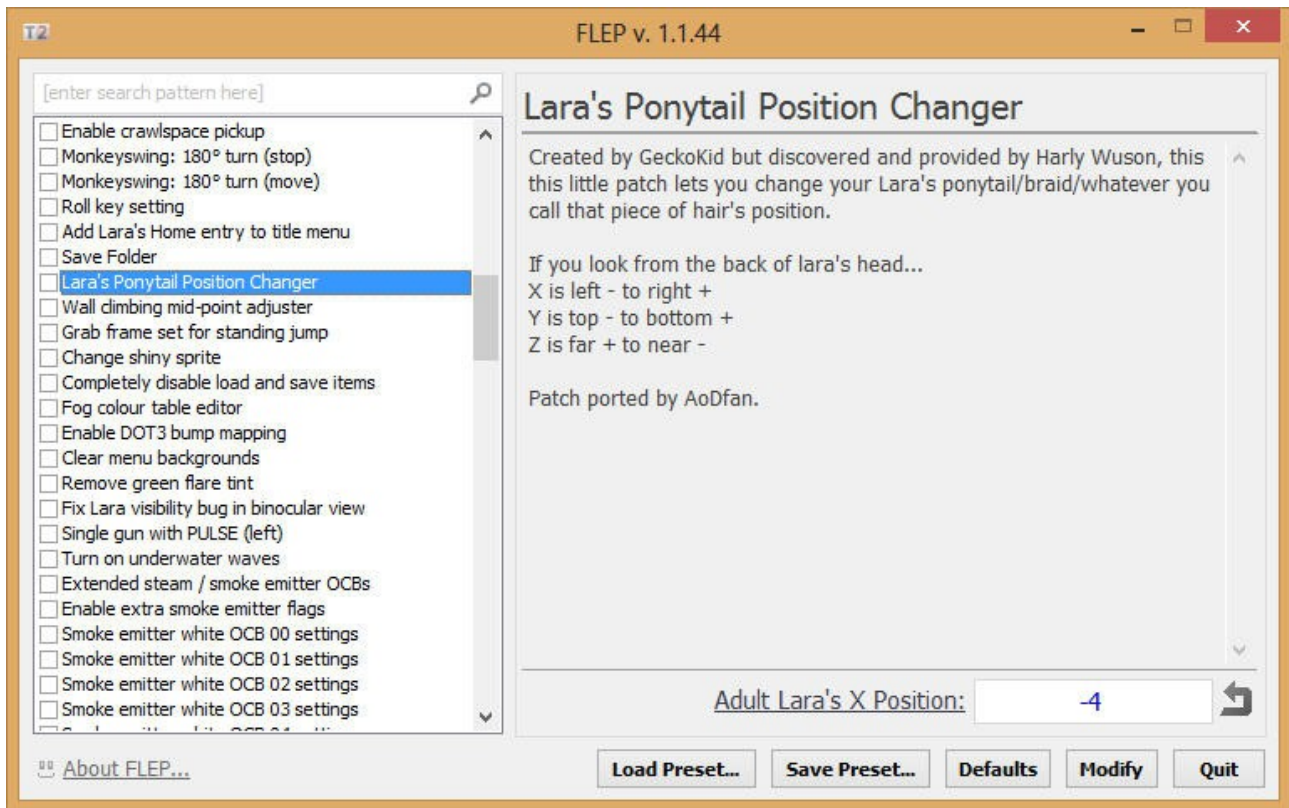 T2
FLEP v. 1.1.44
[enter search pattern here]
Enable crawlspace pickup
Monkeyswing: 180° turn (stop)
Monkeyswing: 180° turn (move)
Roll key setting
Add Lara's Home entry to title menu
Save Folder
Lara's Ponytail Position Changer
Wall climbing mid-point adjuster
Grab frame set for standing jump
Change shiny sprite
Completely disable load and save items
Fog colour table editor
Enable DOT3 bump mapping
Clear menu backgrounds
Remove green flare tint
Fix Lara visibility bug in binocular view
Single gun with PULSE (left)
Turn on underwater waves
Extended steam / smoke emitter OCBs
Enable extra smoke emitter flags
Smoke emitter white OCB 00 settings
Smoke emitter white OCB 01 settings
Smoke emitter white OCB 02 settings
Smoke emitter white OCB 03 settings
Lara's Ponytail Position Changer
Created by GeckoKid but discovered and provided by Harly Wuson, this
this little patch lets you change your Lara's ponytail/braid/whatever you
call that piece of hair's position.
If you look from the back of lara's head...
X is left - to right +
Y is top - to bottom +
Z is far + to near -
Patch ported by AoDfan.
Adult Lara's X Position: -4
About FLEP...
Load Preset... Save Preset... Defaults Modify Quit